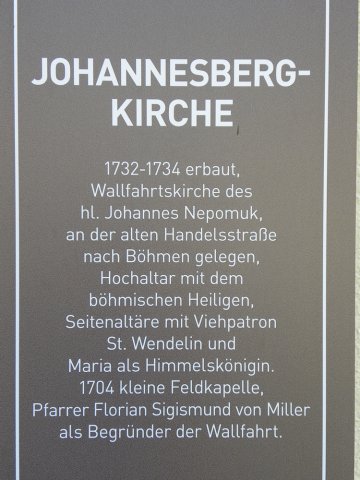 JOHANNESBERG-
KIRCHE
1732-1734 erbaut,
Wallfahrtskirche des
hl. Johannes Nepomuk,
an der alten Handelsstraße
nach Böhmen gelegen,
Hochaltar mit dem
böhmischen Heiligen,
Seitenaltäre mit Viehpatron
St. Wendelin und
Maria als Himmelskönigin.
1704 kleine Feldkapelle,
Pfarrer Florian Sigismund von Miller
als Begründer der Wallfahrt.